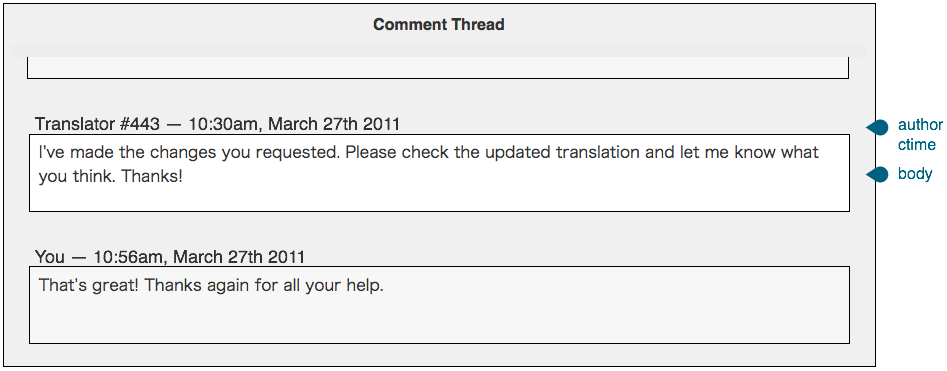 Comment Thread
Translator #443 — 10:30am, March 27th 2011
I've made the changes you requested. Please check the updated translation and let me know what
you think. Thanks!
You — 10:56am, March 27th 2011
That's great! Thanks again for all your help.
author
ctime
body